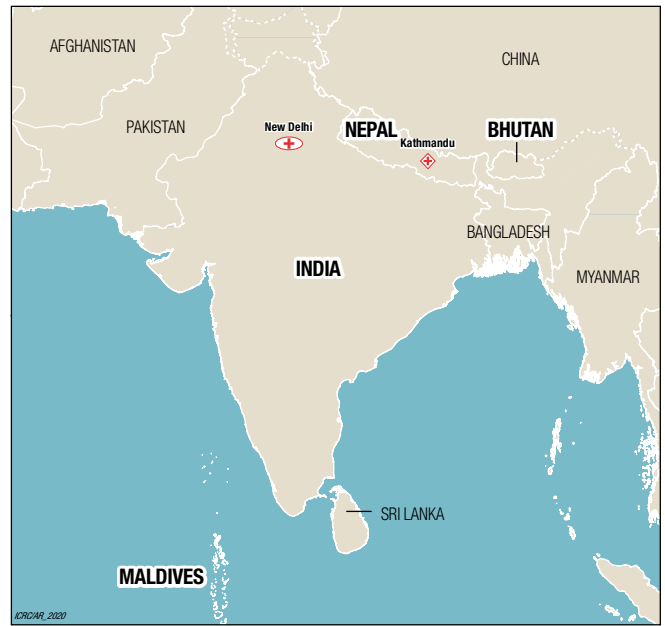 AFGHANISTAN
CHINA
PAKISTAN
New Delhi
NEPAL
BHUTAN
Kathmandu
BANGLADESH
INDIA
MYANMAR
SRI LANKA
MALDIVES
ICRC/AR_2020